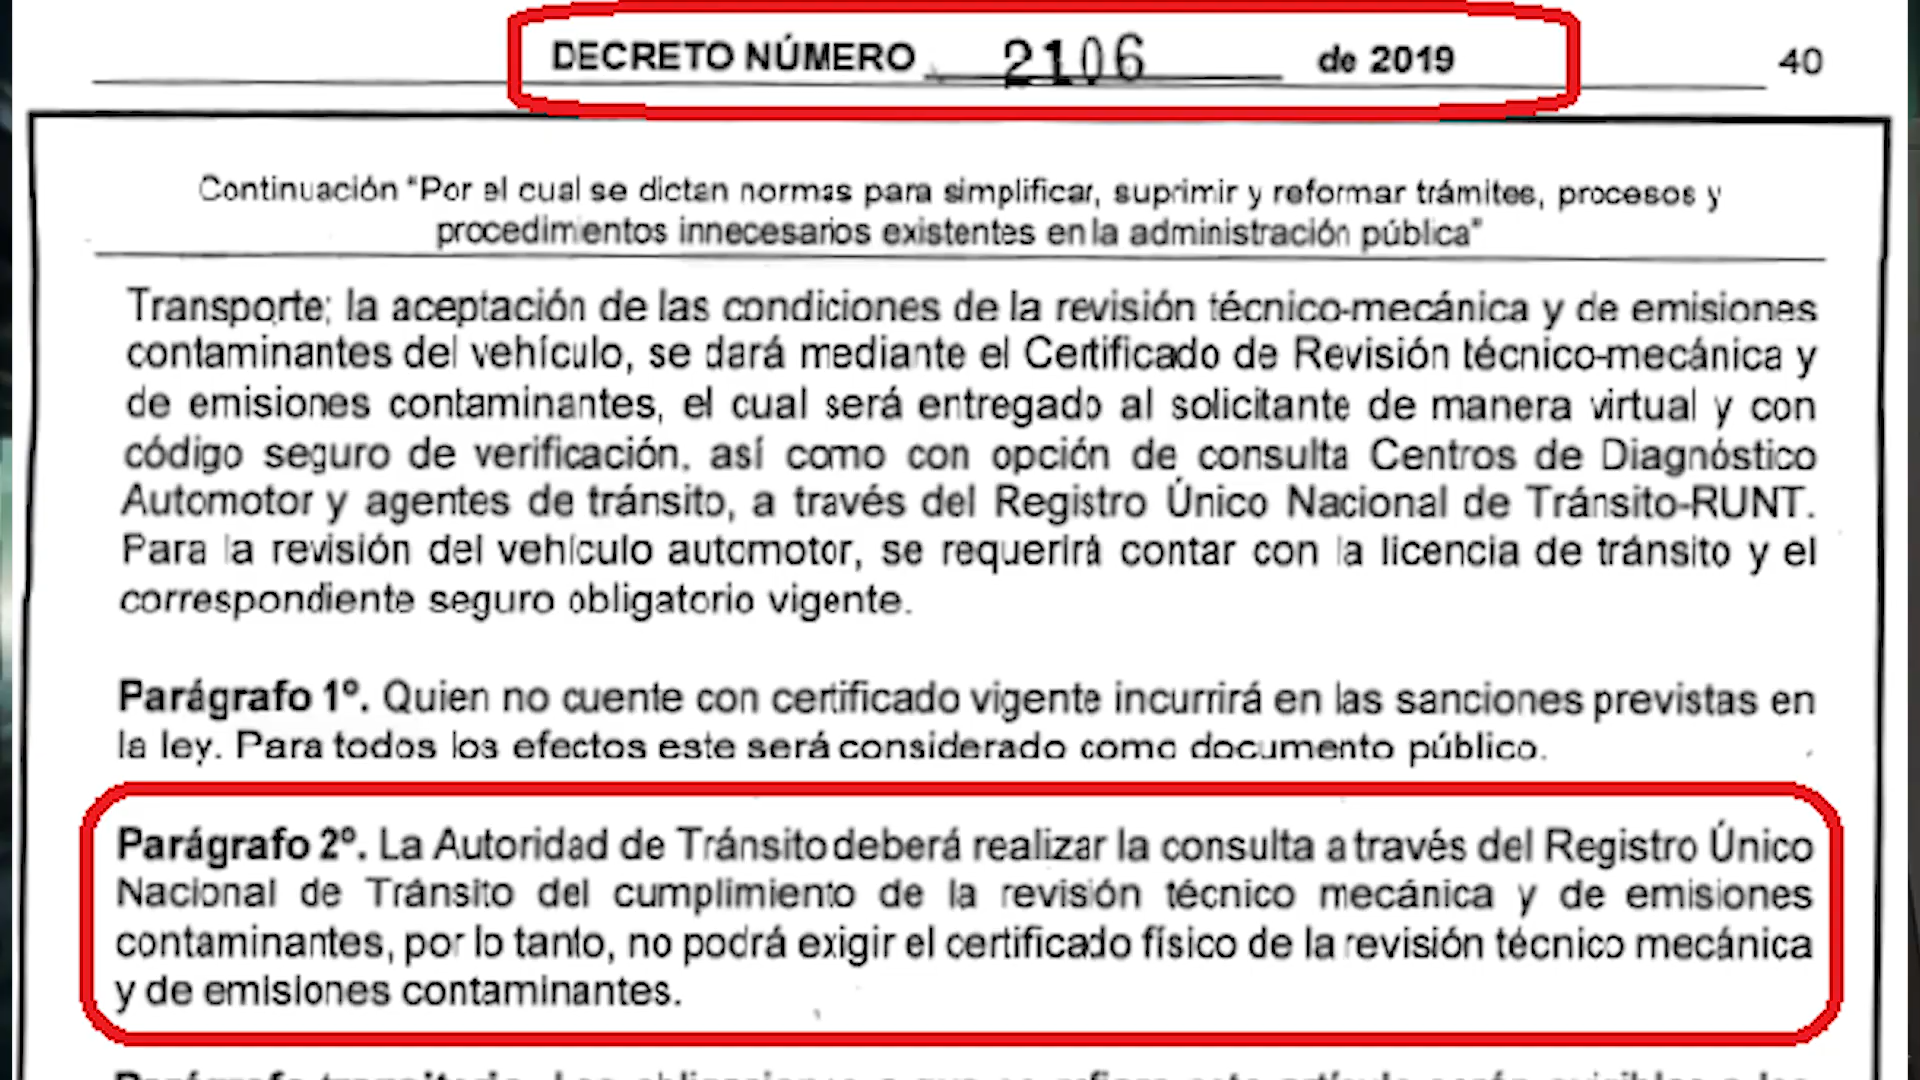 DECRETO NÚMERO 2106 de 2019 40
Continuación "Por el cual se dictan normas para simplificar, suprimir y reformar trámites, procesos y
procedimientos innecesarios existentes en la administración pública"
Transporte; la aceptación de las condiciones de la revisión técnico-mecánica y de emisiones
contaminantes del vehículo, se dará mediante el Certificado de Revisión técnico-mecánica y
de emisiones contaminantes, el cual será entregado al solicitante de manera virtual y con
código seguro de verificación, así como con opción de consulta Centros de Diagnóstico
Automotor y agentes de tránsito, a través del Registro Único Nacional de Tránsito-RUNT.
Para la revisión del vehículo automotor, se requerirá contar con la licencia de tránsito y el
correspondiente seguro obligatorio vigente.
Parágrafo 1º. Quien no cuente con certificado vigente incurrirá en las sanciones previstas en
la ley. Para todos los efectos este será considerado como documento público.
Parágrafo 2º. La Autoridad de Tránsito deberá realizar la consulta a través del Registro Único
Nacional de Tránsito del cumplimiento de la revisión técnico mecánica y de emisiones
contaminantes, por lo tanto, no podrá exigir el certificado físico de la revisión técnico mecánica
y de emisiones contaminantes.